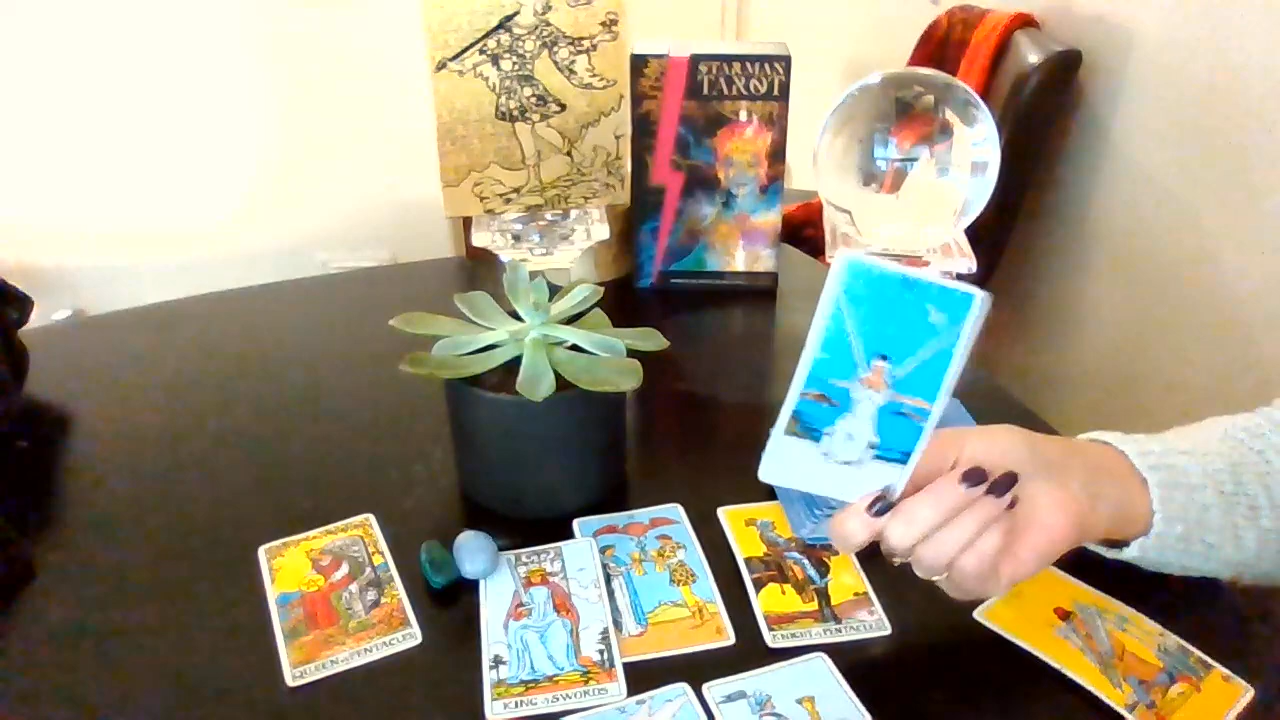 STARMAN
TAROT
QUEEN of PENTACLES
KING of SWORDS
KNIGHT of PENTACLES